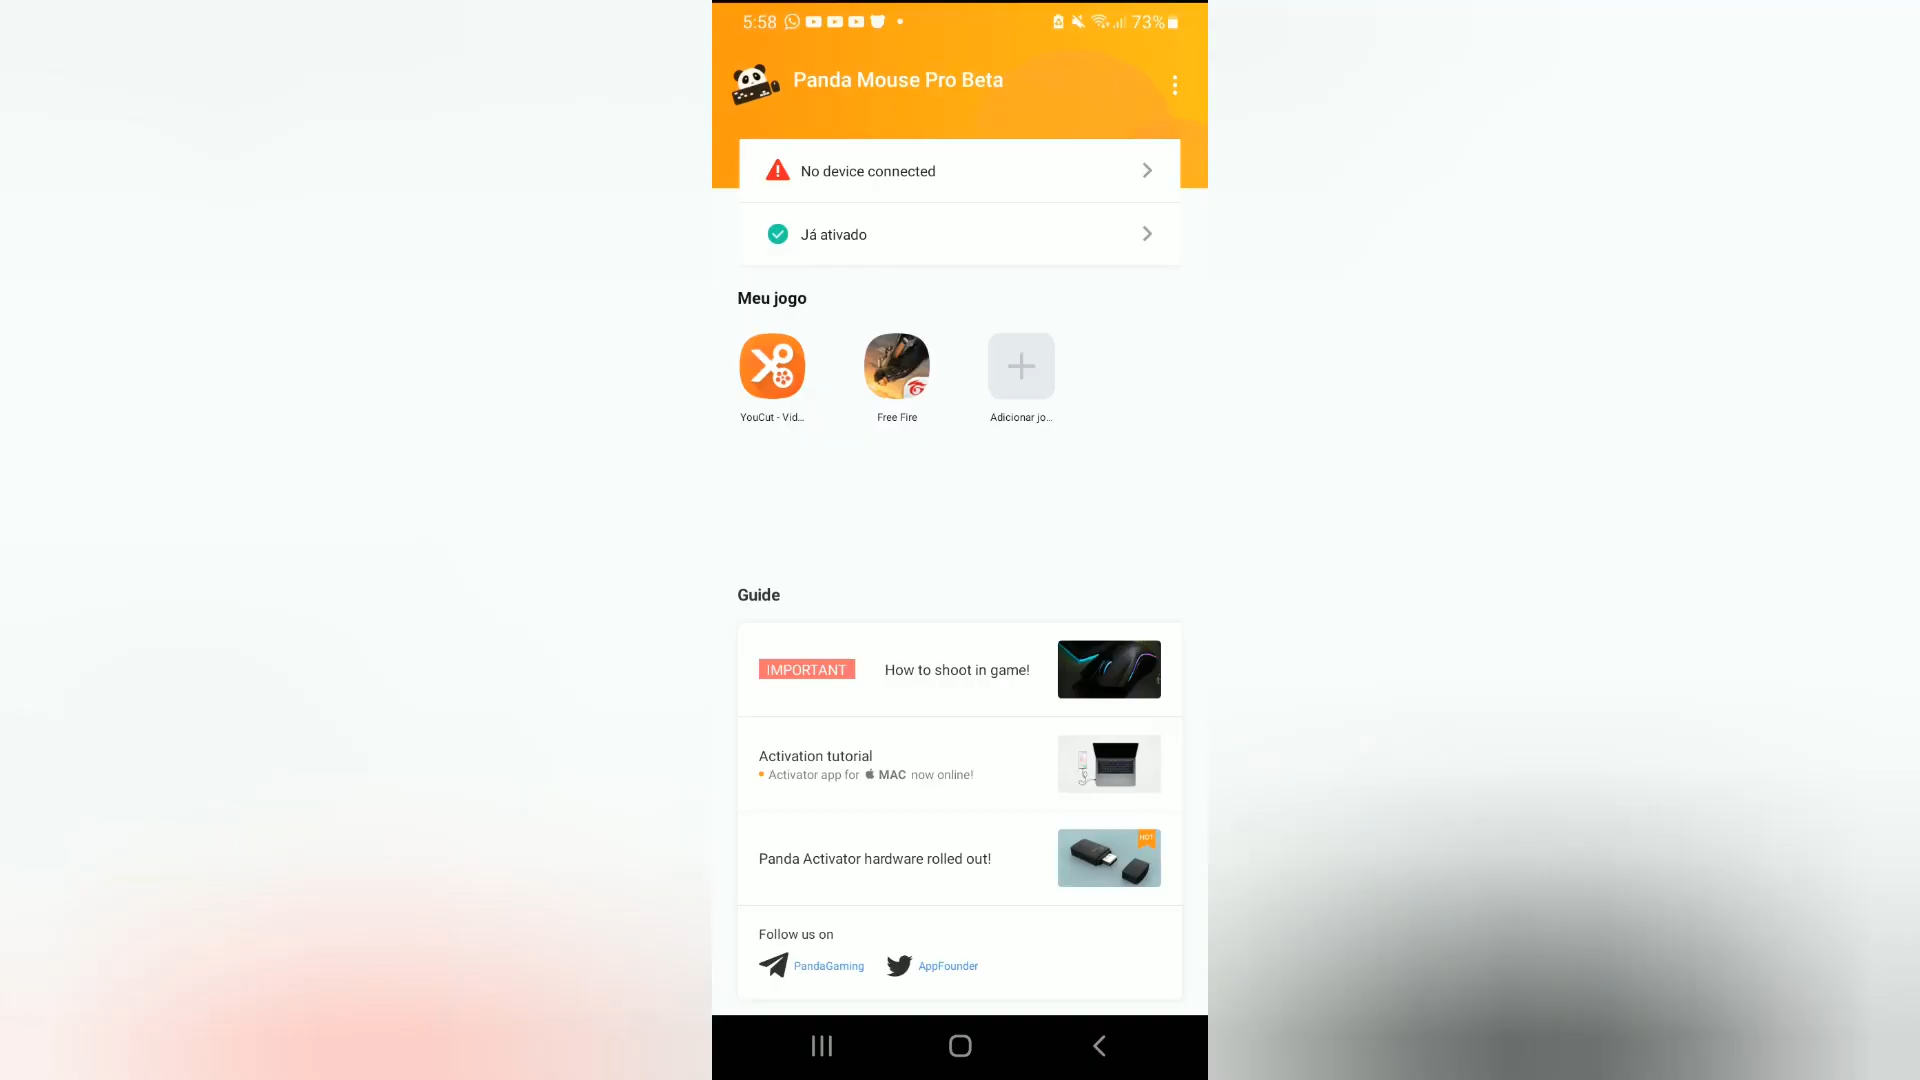 5:58
73%
Panda Mouse Pro Beta
No device connected
Já ativado
Meu jogo
YouCut - Vid...
Free Fire
Adicionar jo...
Guide
IMPORTANT How to shoot in game!
Activation tutorial
Activator app for MAC now online!
HOT
Panda Activator hardware rolled out!
Follow us on
PandaGaming AppFounder